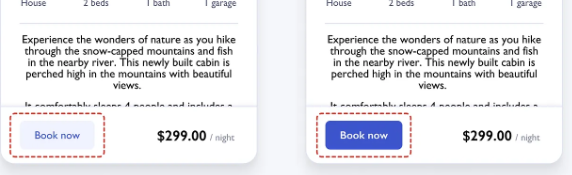 House 2 beds 1 bath 1 garage
Experience the wonders of nature as you hike
through the snow-capped mountains and fish
in the nearby river. This newly built cabin is
perched high in the mountains with beautiful
views.
It comfortably sleeps 4 people and includes a
Book now $299.00 / night
House 2 beds 1 bath 1 garage
Experience the wonders of nature as you hike
through the snow-capped mountains and fish
in the nearby river. This newly built cabin is
perched high in the mountains with beautiful
views.
It comfortably sleeps 4 people and includes a
Book now $299.00 / night